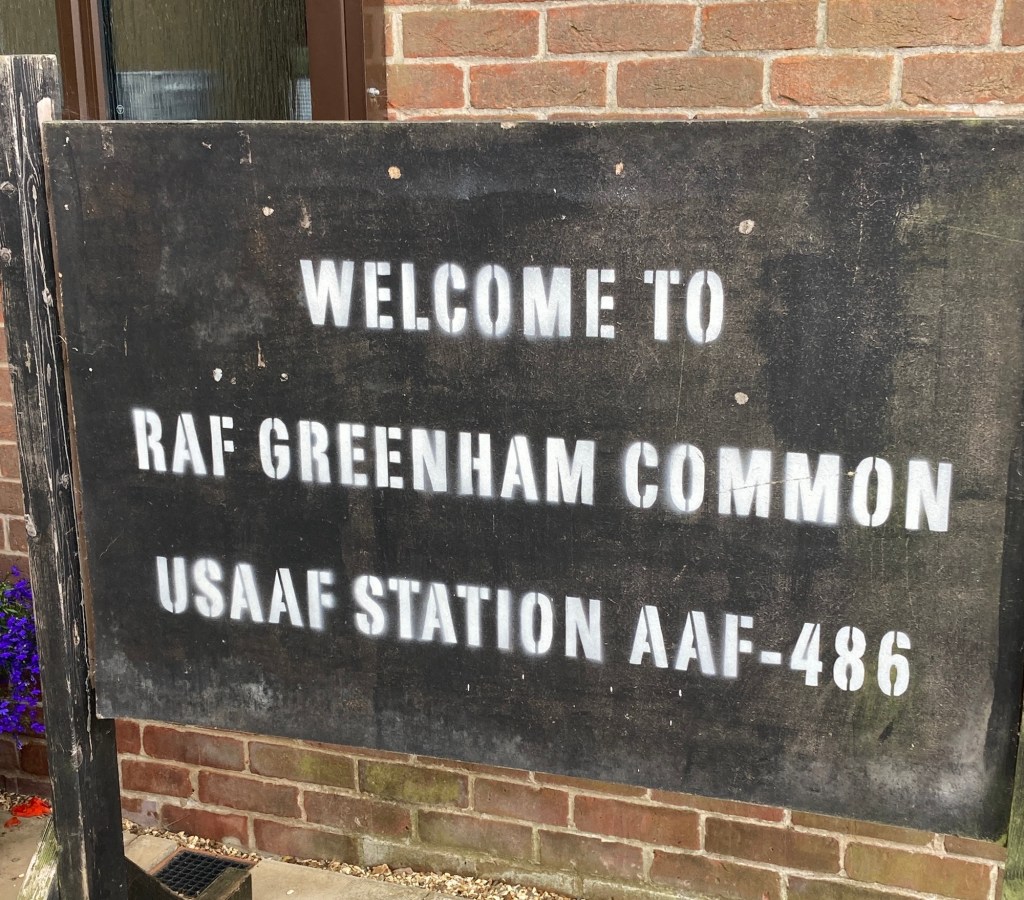 WELCOME TO
RAF GREENHAM COMMON
USAAF STATION AAF-486